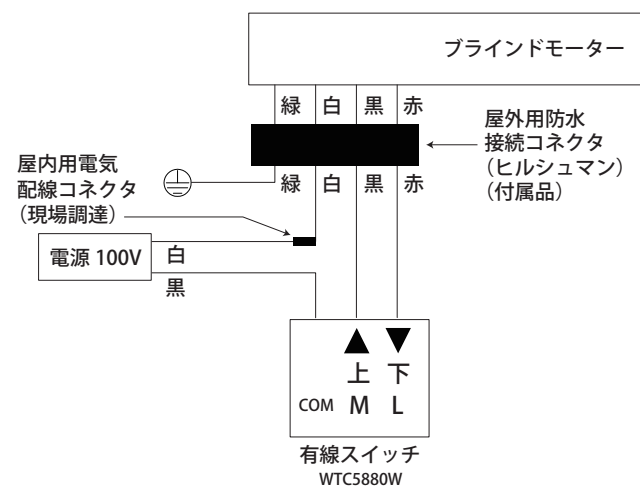 ブラインドモーター
緑 白 黒 赤
屋外用防水
接続コネクタ
（ヒルシュマン）
（付属品）
屋内用電気
配線コネクタ
（現場調達）
緑 白 黒 赤
電源 100V
白
黒
▲ ▼
上 下
COM M L
有線スイッチ
WTC5880W